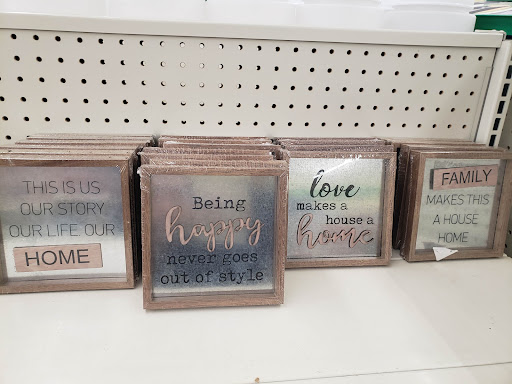 THIS IS US
OUR STORY
OUR LIFE OUR
HOME
Being
happy
never goes
out of style
love
makes a
house a
home
FAMILY
MAKES THIS
A HOUSE
HOME